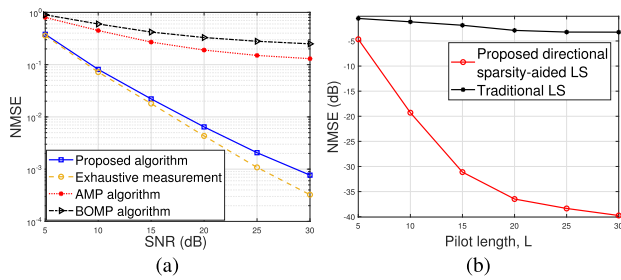 10^0
10^-1
10^-2
10^-3
10^-4
NMSE
5 10 15 20 25 30
SNR (dB)
Proposed algorithm
Exhaustive measurement
AMP algorithm
BOMP algorithm
(a)
-5
-10
-15
-20
-25
-30
-35
-40
NMSE (dB)
5 10 15 20 25 30
Pilot length, L
Proposed directional
sparsity-aided LS
Traditional LS
(b)